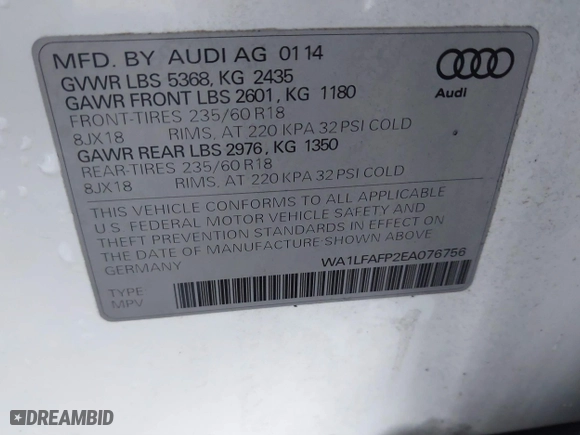 MFD. BY AUDI AG 01 14
GVWR LBS 5368, KG 2435
GAWR FRONT LBS 2601, KG 1180
FRONT-TIRES 235/60 R18
8JX18 RIMS, AT 220 KPA 32 PSI COLD
GAWR REAR LBS 2976, KG 1350
REAR-TIRES 235/60 R18
8JX18 RIMS, AT 220 KPA 32 PSI COLD
Audi
THIS VEHICLE CONFORMS TO ALL APPLICABLE
U.S. FEDERAL MOTOR VEHICLE SAFETY AND
THEFT PREVENTION STANDARDS IN EFFECT ON
THE DATE OF MANUFACTURE SHOWN ABOVE.
GERMANY
WA1LFAFP2EA076756
TYPE
MPV
DREAMBID